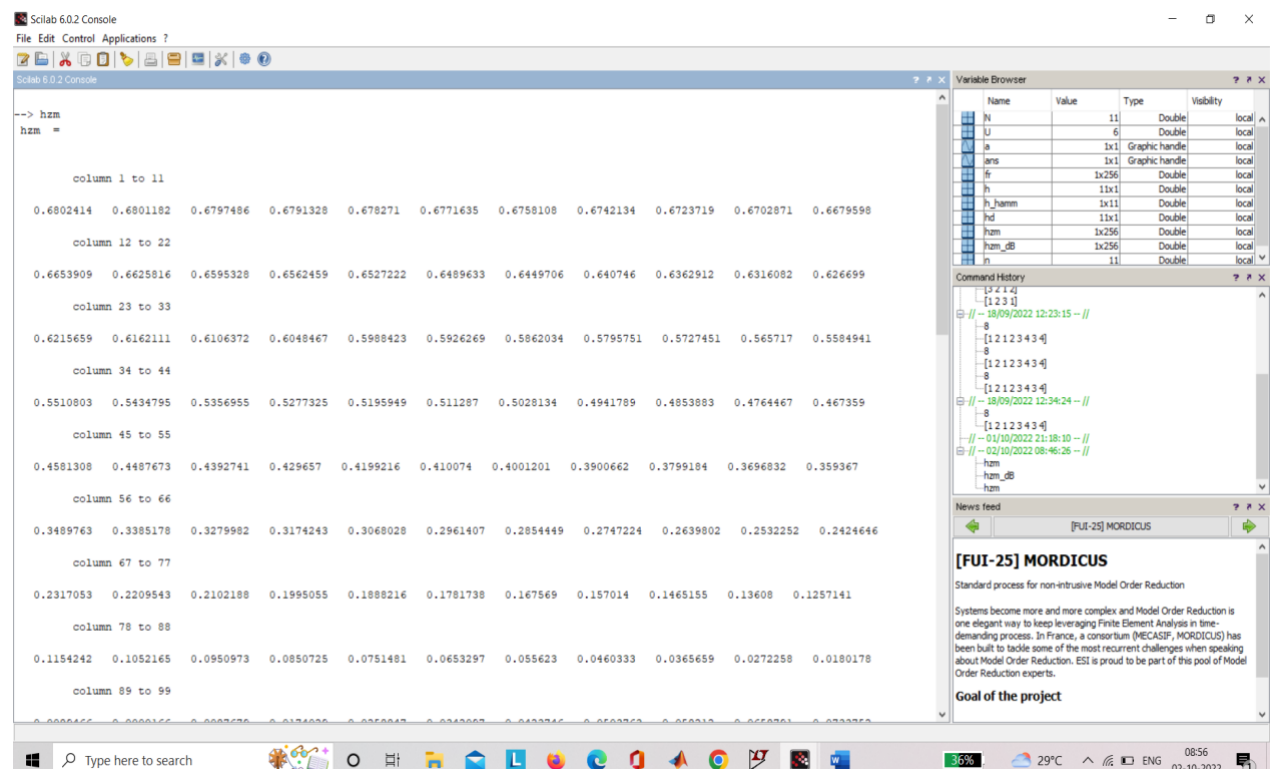 Scilab 6.0.2 Console
File Edit Control Applications ?
Scilab 6.0.2 Console
--> hzm
hzm =
column 1 to 11
0.6802414 0.6801182 0.6797486 0.6791328 0.678271 0.6771635 0.6758108 0.6742134 0.6723719 0.6702871 0.6679598
column 12 to 22
0.6653909 0.6625816 0.6595328 0.6562459 0.6527222 0.6489633 0.6449706 0.640746 0.6362912 0.6316082 0.626699
column 23 to 33
0.6215659 0.6162111 0.6106372 0.6048467 0.5988423 0.5926269 0.5862034 0.5795751 0.5727451 0.565717 0.5584941
column 34 to 44
0.5510803 0.5434795 0.5356955 0.5277325 0.5195949 0.511287 0.5028134 0.4941789 0.4853883 0.4764467 0.467359
column 45 to 55
0.4581308 0.4487673 0.4392741 0.429657 0.4199216 0.410074 0.4001201 0.3900662 0.3799184 0.3696832 0.359367
column 56 to 66
0.3489763 0.3385178 0.3279982 0.3174243 0.3068028 0.2961407 0.2854449 0.2747224 0.2639802 0.2532252 0.2424646
column 67 to 77
0.2317053 0.2209543 0.2102188 0.1995055 0.1888216 0.1781738 0.167569 0.157014 0.1465155 0.13608 0.1257141
column 78 to 88
0.1154242 0.1052165 0.0950973 0.0850725 0.0751481 0.0653297 0.055623 0.0460333 0.0365659 0.0272258 0.0180178
column 89 to 99
Variable Browser
Name Value Type Visibility
N 11 Double local
U 6 Double local
a 1x1 Graphic handle local
ans 1x1 Graphic handle local
fr 1x256 Double local
h 11x1 Double local
h_hamm 1x11 Double local
hd 11x1 Double local
hzm 1x256 Double local
hzm_dB 1x256 Double local
n 11 Double local
Command History
[3 2 1 2]
[1 2 3 1]
// -- 18/09/2022 12:23:15 -- //
8
[1 2 1 2 3 4 3 4]
8
[1 2 1 2 3 4 3 4]
8
[1 2 1 2 3 4 3 4]
// -- 18/09/2022 12:34:24 -- //
8
[1 2 1 2 3 4 3 4]
// -- 01/10/2022 21:18:10 -- //
// -- 02/10/2022 08:46:26 -- //
hzm
hzm_dB
hzm
News feed
[FUI-25] MORDICUS
[FUI-25] MORDICUS
Standard process for non-intrusive Model Order Reduction
Systems become more and more complex and Model Order Reduction is
one elegant way to keep leveraging Finite Element Analysis in time-
demanding process. In France, a consortium (MECASIF, MORDICUS) has
been built to tackle some of the most recurrent challenges when speaking
about Model Order Reduction. ESI is proud to be part of this pool of Model
Order Reduction experts.
Goal of the project
Type here to search
36%
29°C
ENG
08:56
02-10-2022